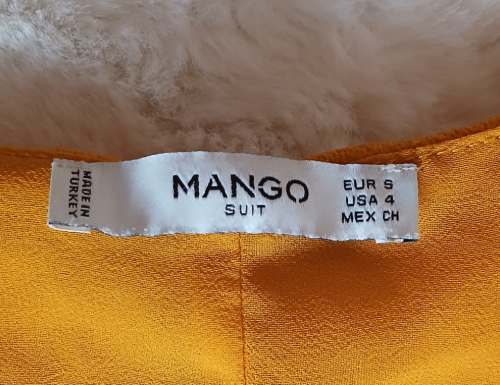 MADE IN
TURKEY
MANGO
SUIT
EUR S
USA 4
MEX CH